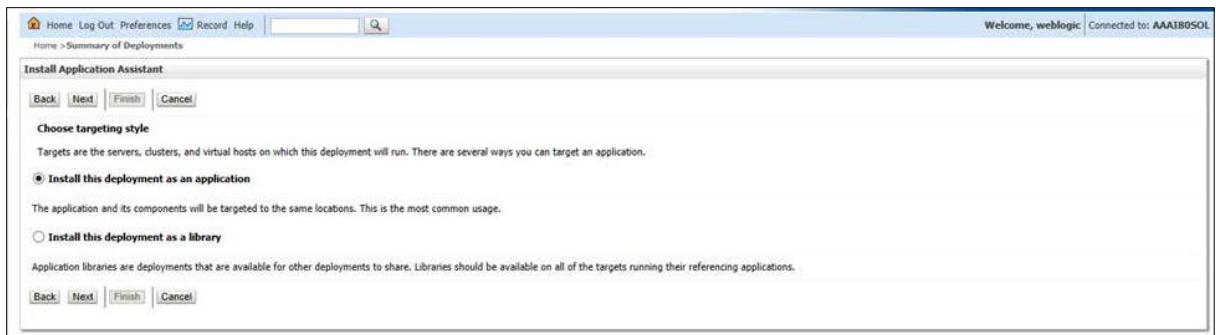 Home Log Out Preferences Record Help Welcome, weblogic Connected to: AAAIB0SOL
Home >Summary of Deployments
Install Application Assistant
Back Next Finish Cancel
Choose targeting style
Targets are the servers, clusters, and virtual hosts on which this deployment will run. There are several ways you can target an application.
Install this deployment as an application
The application and its components will be targeted to the same locations. This is the most common usage.
Install this deployment as a library
Application libraries are deployments that are available for other deployments to share. Libraries should be available on all of the targets running their referencing applications.
Back Next Finish Cancel